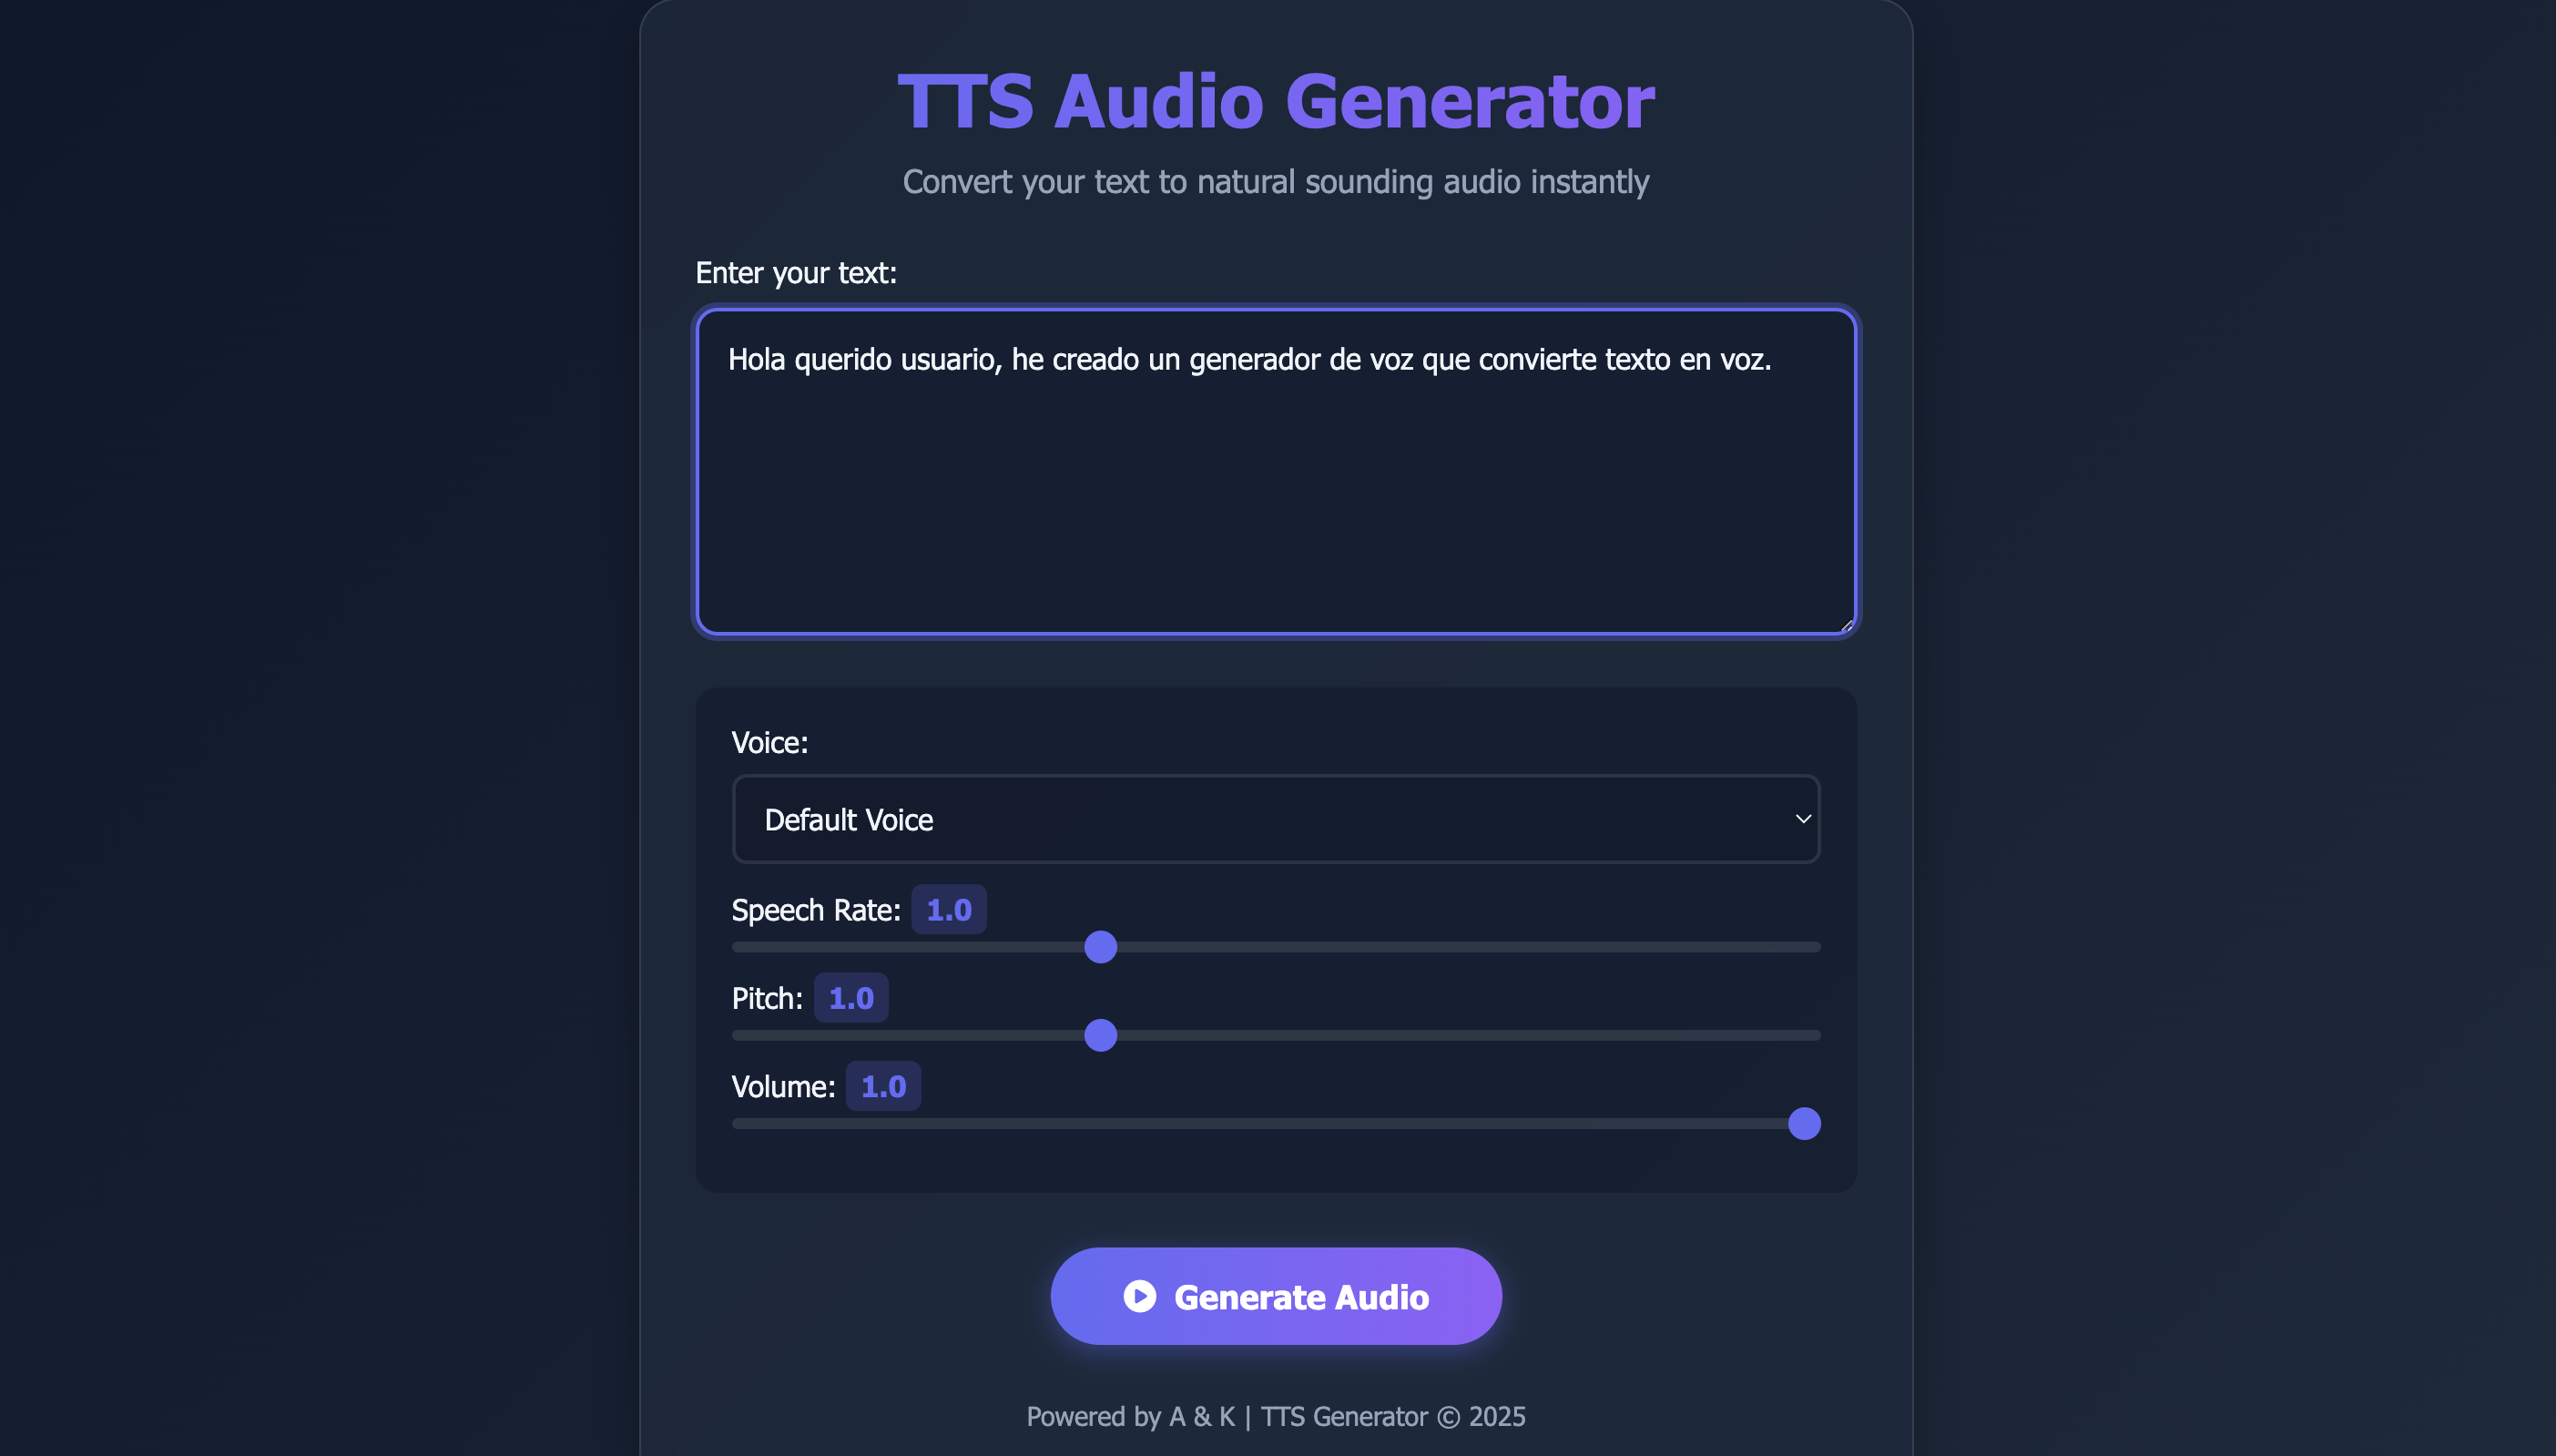 TTS Audio Generator
Convert your text to natural sounding audio instantly
Enter your text:
Hola querido usuario, he creado un generador de voz que convierte texto en voz.
Voice:
Default Voice
Speech Rate: 1.0
Pitch: 1.0
Volume: 1.0
Generate Audio
Powered by A & K | TTS Generator © 2025